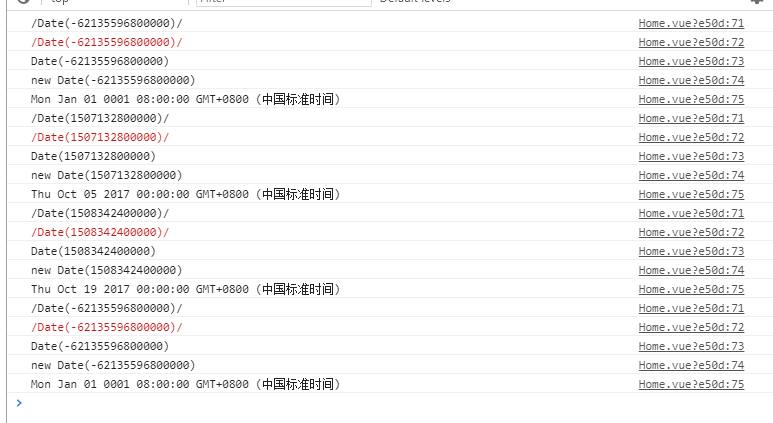 top Filter Default levels
/Date(-62135596800000)/ Home.vue?e50d:71
/Date(-62135596800000)/ Home.vue?e50d:72
Date(-62135596800000) Home.vue?e50d:73
new Date(-62135596800000) Home.vue?e50d:74
Mon Jan 01 0001 08:00:00 GMT+0800 (中国标准时间) Home.vue?e50d:75
/Date(1507132800000)/ Home.vue?e50d:71
/Date(1507132800000)/ Home.vue?e50d:72
Date(1507132800000) Home.vue?e50d:73
new Date(1507132800000) Home.vue?e50d:74
Thu Oct 05 2017 00:00:00 GMT+0800 (中国标准时间) Home.vue?e50d:75
/Date(1508342400000)/ Home.vue?e50d:71
/Date(1508342400000)/ Home.vue?e50d:72
Date(1508342400000) Home.vue?e50d:73
new Date(1508342400000) Home.vue?e50d:74
Thu Oct 19 2017 00:00:00 GMT+0800 (中国标准时间) Home.vue?e50d:75
/Date(-62135596800000)/ Home.vue?e50d:71
/Date(-62135596800000)/ Home.vue?e50d:72
Date(-62135596800000) Home.vue?e50d:73
new Date(-62135596800000) Home.vue?e50d:74
Mon Jan 01 0001 08:00:00 GMT+0800 (中国标准时间) Home.vue?e50d:75